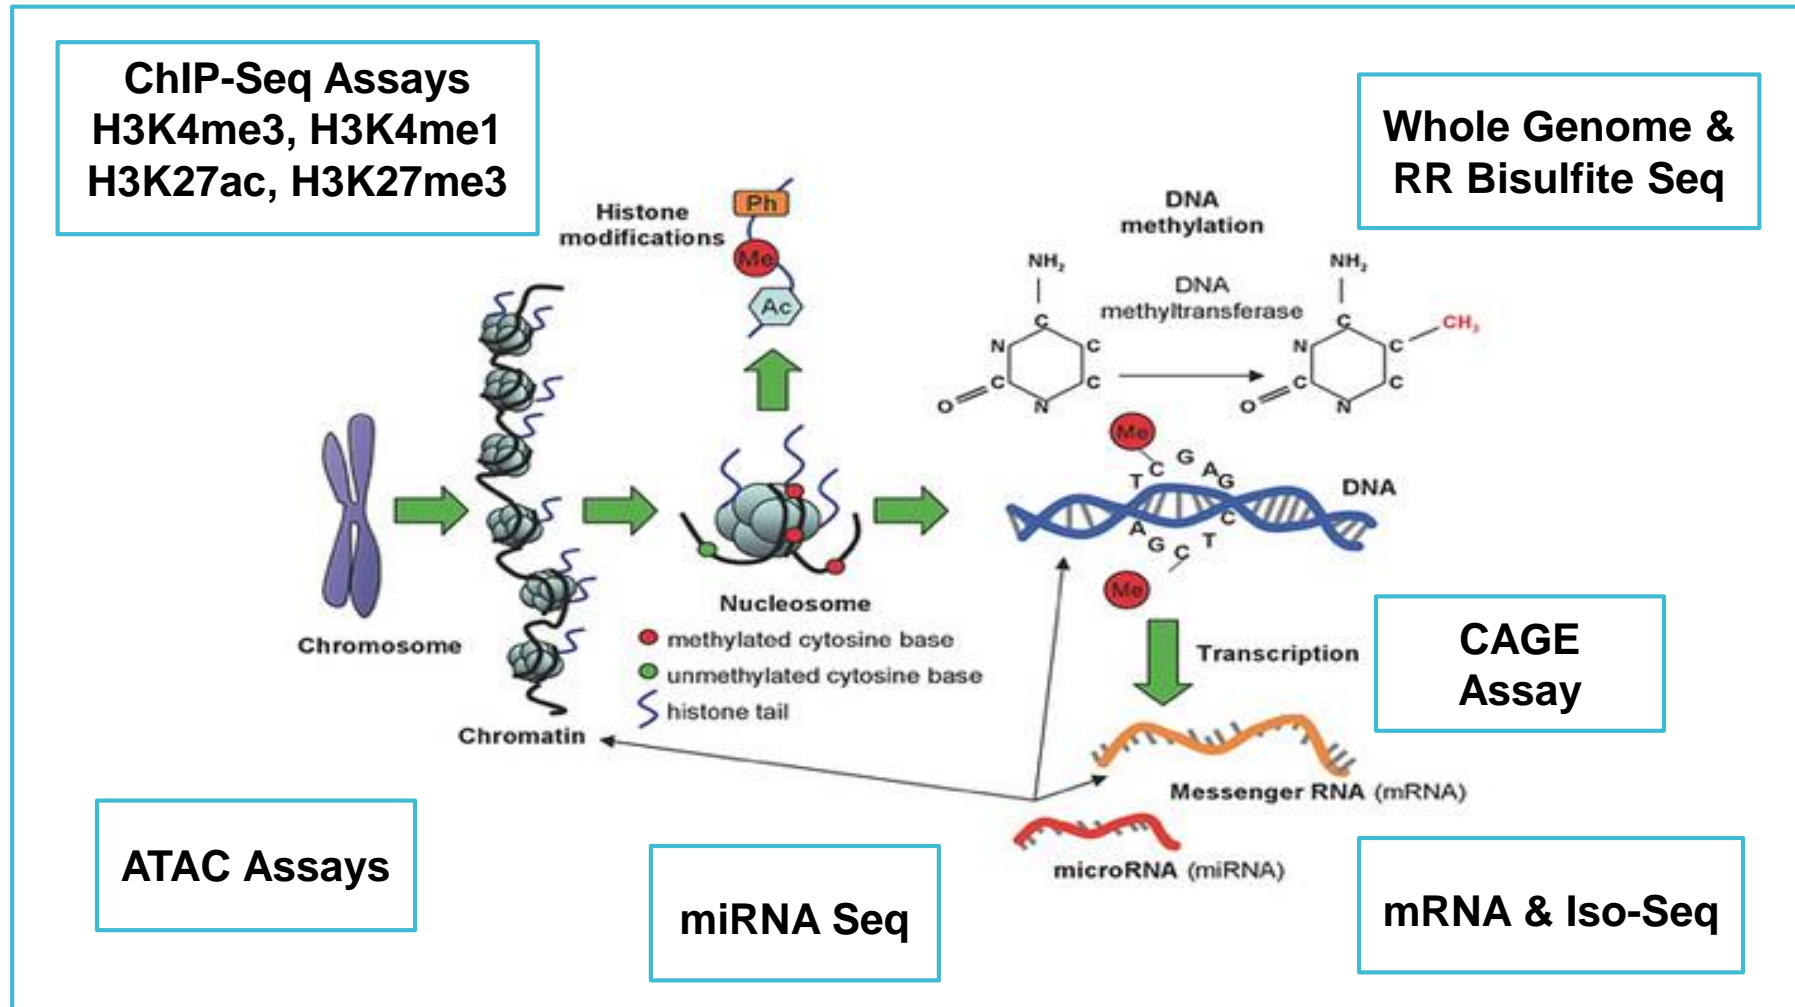 ChIP-Seq Assays
H3K4me3, H3K4me1
H3K27ac, H3K27me3
Whole Genome &
RR Bisulfite Seq
Histone
modifications
Ph
Me
Ac
DNA
methylation
NH₂
NH₂
DNA
methyltransferase
C
C
CH₃
N
C
N
C
C
C
C
C
O
N
O
N
Me
T C G A G
DNA
A G C T C
Me
Chromosome
Nucleosome
methylated cytosine base
unmethylated cytosine base
histone tail
Chromatin
Transcription
CAGE
Assay
Messenger RNA (mRNA)
microRNA (miRNA)
ATAC Assays
miRNA Seq
mRNA & Iso-Seq